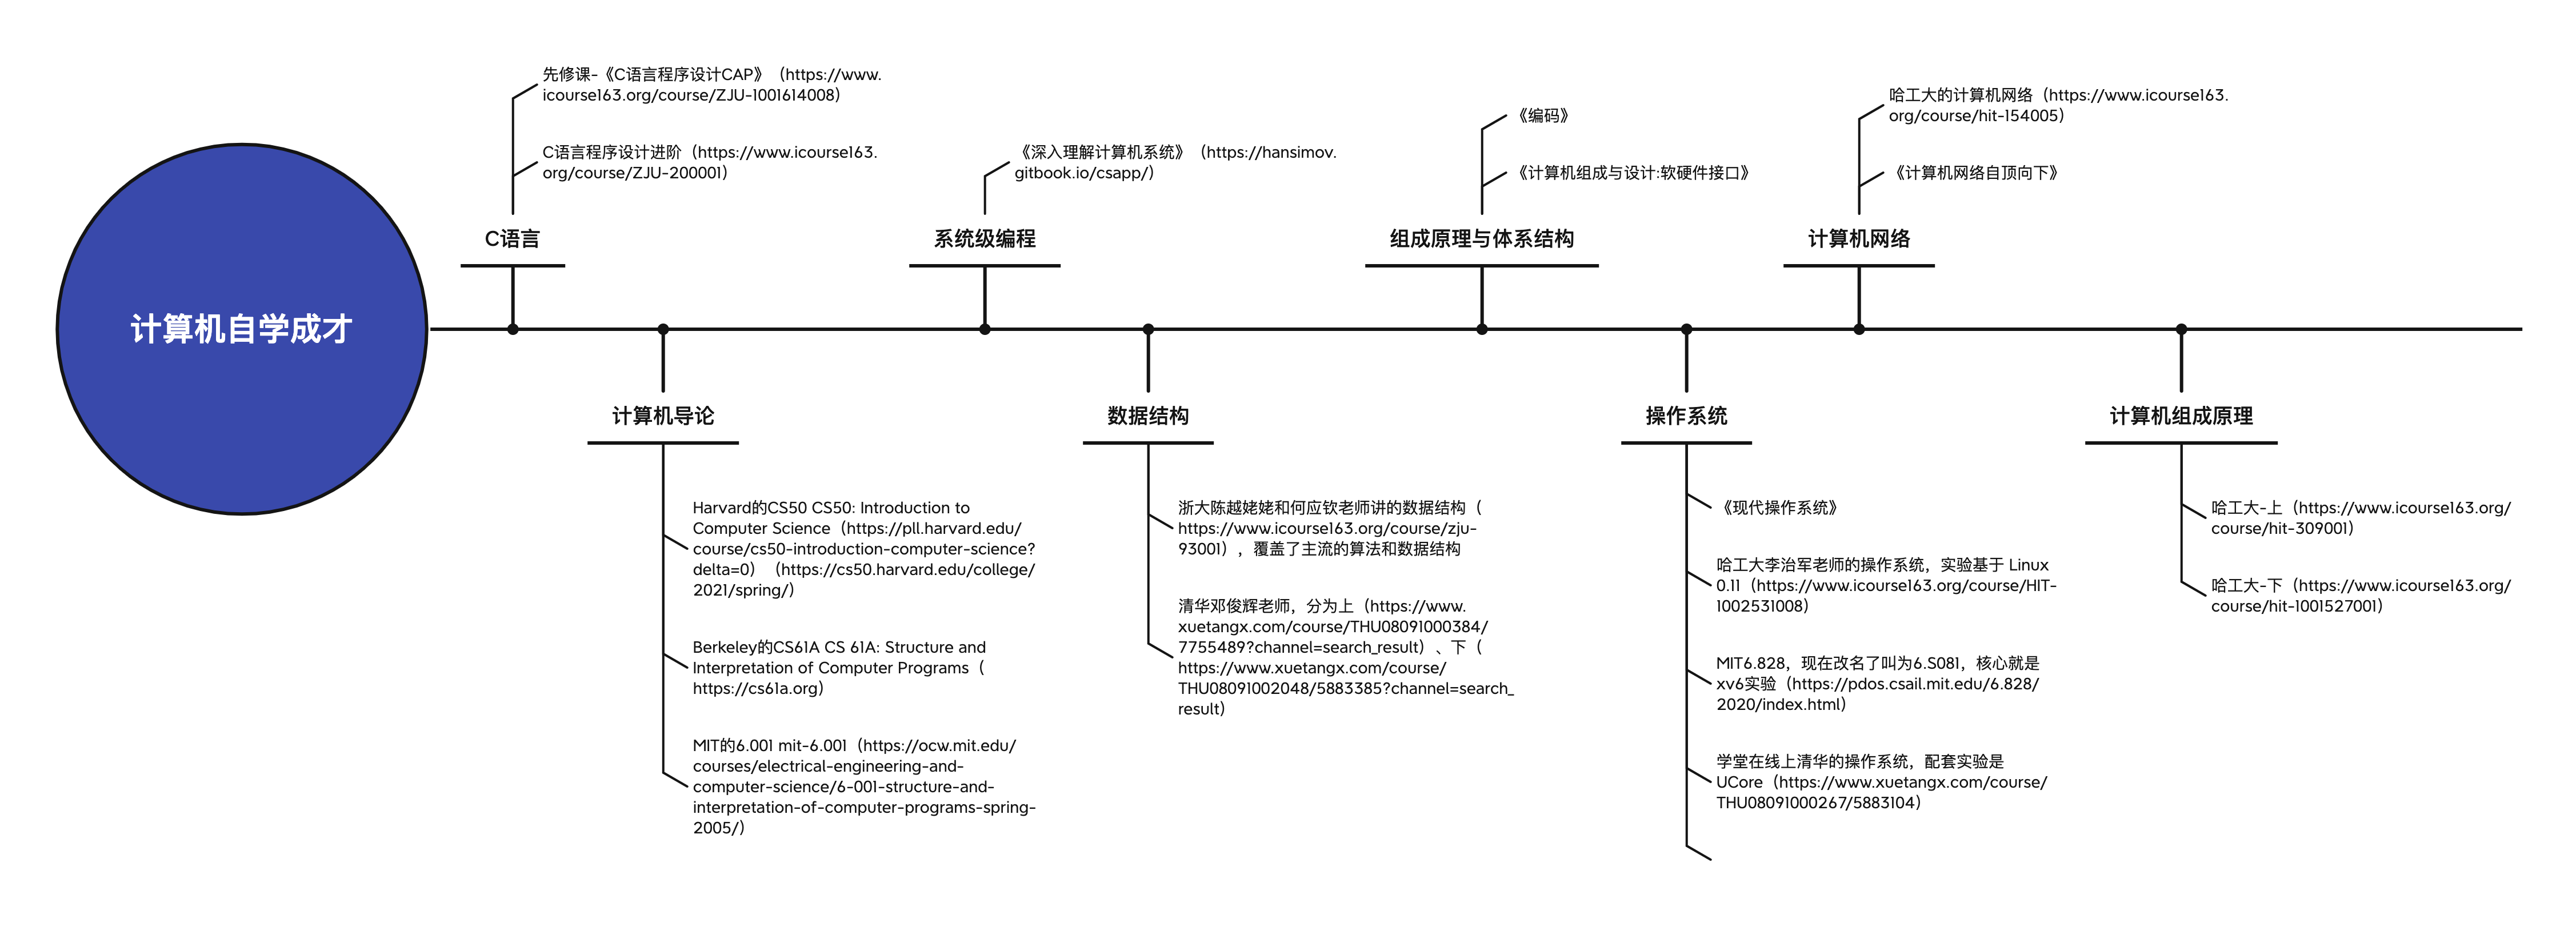 计算机自学成才
先修课-《C语言程序设计CAP》（https://www.
icourse163.org/course/ZJU-1001614008）
C语言程序设计进阶（https://www.icourse163.
org/course/ZJU-200001）
C语言
计算机导论
Harvard的CS50 CS50: Introduction to
Computer Science（https://pll.harvard.edu/
course/cs50-introduction-computer-science?
delta=0）（https://cs50.harvard.edu/college/
2021/spring/）
Berkeley的CS61A CS 61A: Structure and
Interpretation of Computer Programs（
https://cs61a.org）
MIT的6.001 mit-6.001（https://ocw.mit.edu/
courses/electrical-engineering-and-
computer-science/6-001-structure-and-
interpretation-of-computer-programs-spring-
2005/）
《深入理解计算机系统》（https://hansimov.
gitbook.io/csapp/）
系统级编程
数据结构
浙大陈越姥姥和何应钦老师讲的数据结构（
https://www.icourse163.org/course/zju-
93001），覆盖了主流的算法和数据结构
清华邓俊辉老师，分为上（https://www.
xuetangx.com/course/THU08091000384/
7755489?channel=search_result）、下（
https://www.xuetangx.com/course/
THU08091002048/5883385?channel=search_
result）
《编码》
《计算机组成与设计:软硬件接口》
组成原理与体系结构
操作系统
《现代操作系统》
哈工大李治军老师的操作系统，实验基于 Linux
0.11（https://www.icourse163.org/course/HIT-
1002531008）
MIT6.828，现在改名了叫为6.S081，核心就是
xv6实验（https://pdos.csail.mit.edu/6.828/
2020/index.html）
学堂在线上清华的操作系统，配套实验是
UCore（https://www.xuetangx.com/course/
THU08091000267/5883104）
哈工大的计算机网络（https://www.icourse163.
org/course/hit-154005）
《计算机网络自顶向下》
计算机网络
计算机组成原理
哈工大-上（https://www.icourse163.org/
course/hit-309001）
哈工大-下（https://www.icourse163.org/
course/hit-1001527001）